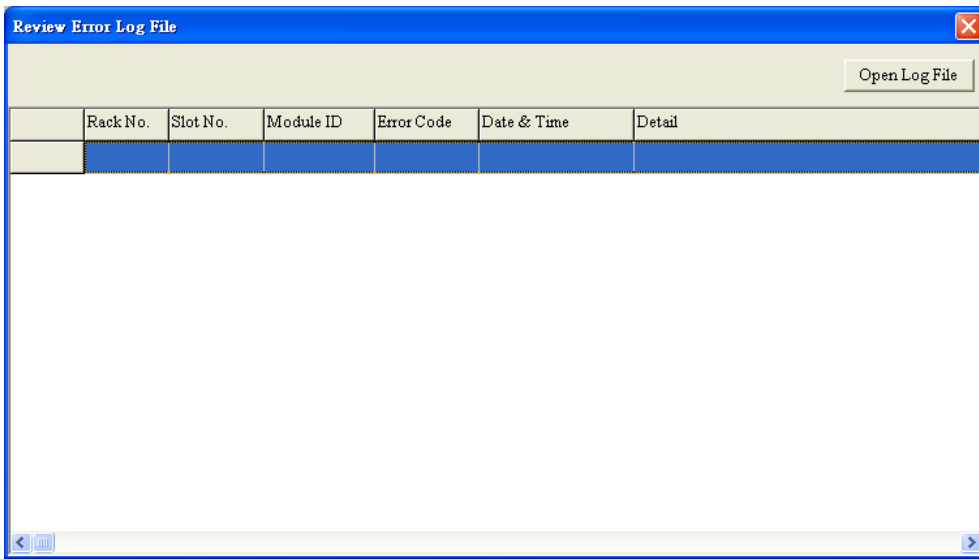 Review Error Log File
Open Log File
Rack No. Slot No. Module ID Error Code Date & Time Detail